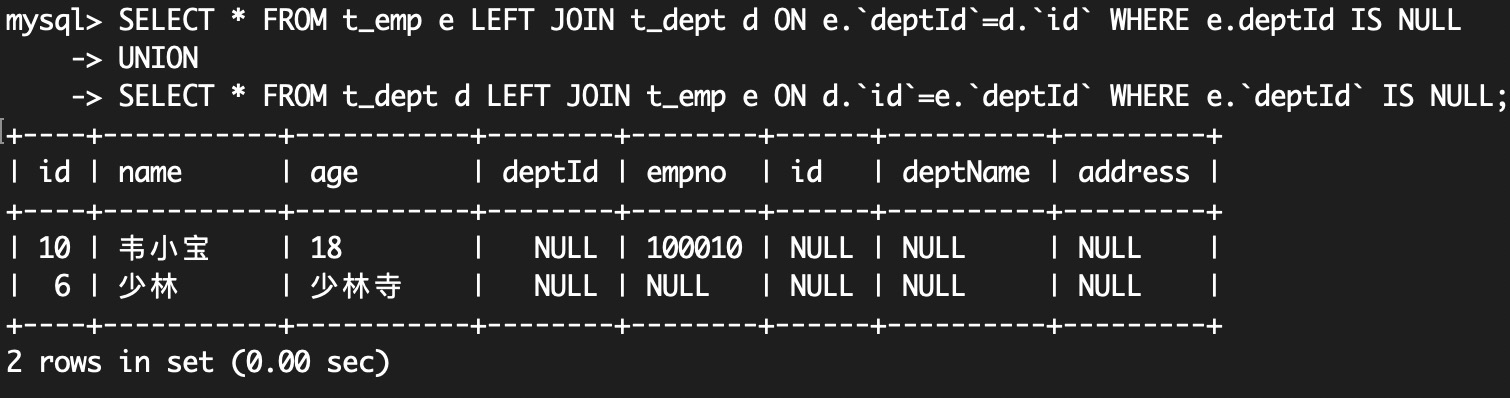 mysql> SELECT * FROM t_emp e LEFT JOIN t_dept d ON e.`deptId`=d.`id` WHERE e.deptId IS NULL
    -> UNION
    -> SELECT * FROM t_dept d LEFT JOIN t_emp e ON d.`id`=e.`deptId` WHERE e.`deptId` IS NULL;
+----+-----------+-----------+--------+--------+------+----------+---------+
| id | name      | age       | deptId | empno  | id   | deptName | address |
+----+-----------+-----------+--------+--------+------+----------+---------+
| 10 | 韦小宝    | 18        |   NULL | 100010 | NULL | NULL     | NULL    |
|  6 | 少林      | 少林寺    |   NULL | NULL   | NULL | NULL     | NULL    |
+----+-----------+-----------+--------+--------+------+----------+---------+
2 rows in set (0.00 sec)